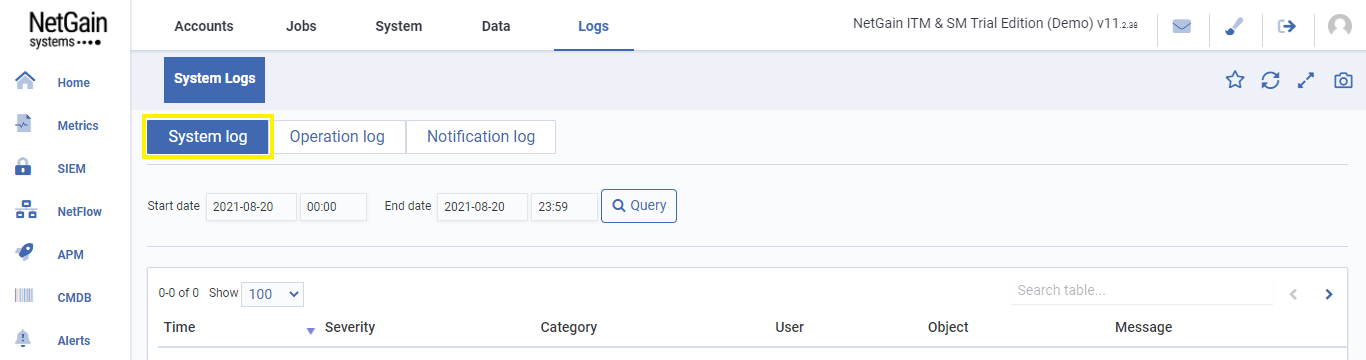 NetGain
systems
Accounts Jobs System Data Logs
NetGain ITM & SM Trial Edition (Demo) v11.2.38
System Logs
Home
Metrics
SIEM
NetFlow
APM
CMDB
Alerts
System log Operation log Notification log
Start date 2021-08-20 00:00 End date 2021-08-20 23:59 Query
0-0 of 0 Show 100 Search table...
Time Severity Category User Object Message